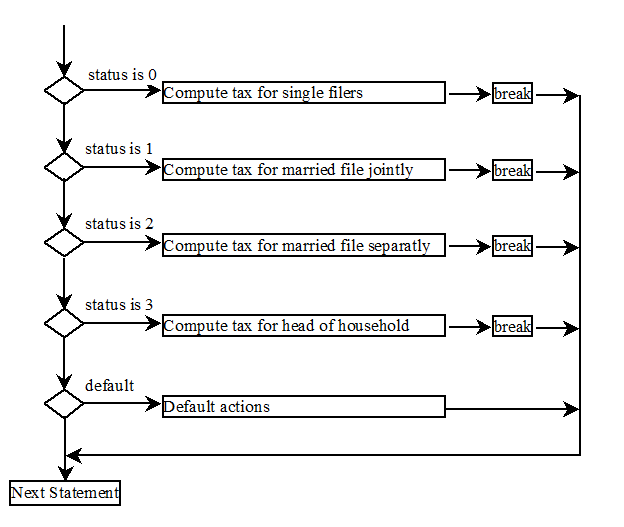 status is 0
Compute tax for single filers
break
status is 1
Compute tax for married file jointly
break
status is 2
Compute tax for married file separatly
break
status is 3
Compute tax for head of household
break
default
Default actions
Next Statement